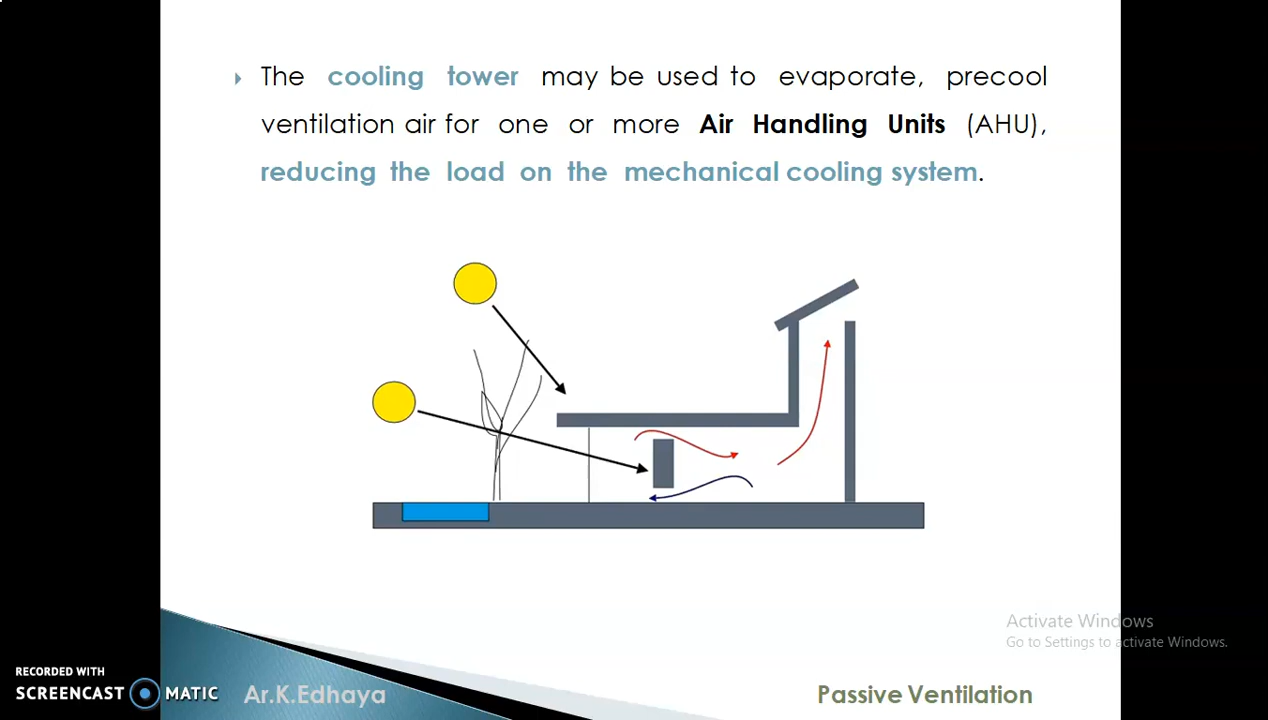 The cooling tower may be used to evaporate, precool
ventilation air for one or more Air Handling Units (AHU),
reducing the load on the mechanical cooling system.
Activate Windows
Go to Settings to activate Windows.
RECORDED WITH
SCREENCAST MATIC
Ar.K.Edhaya
Passive Ventilation